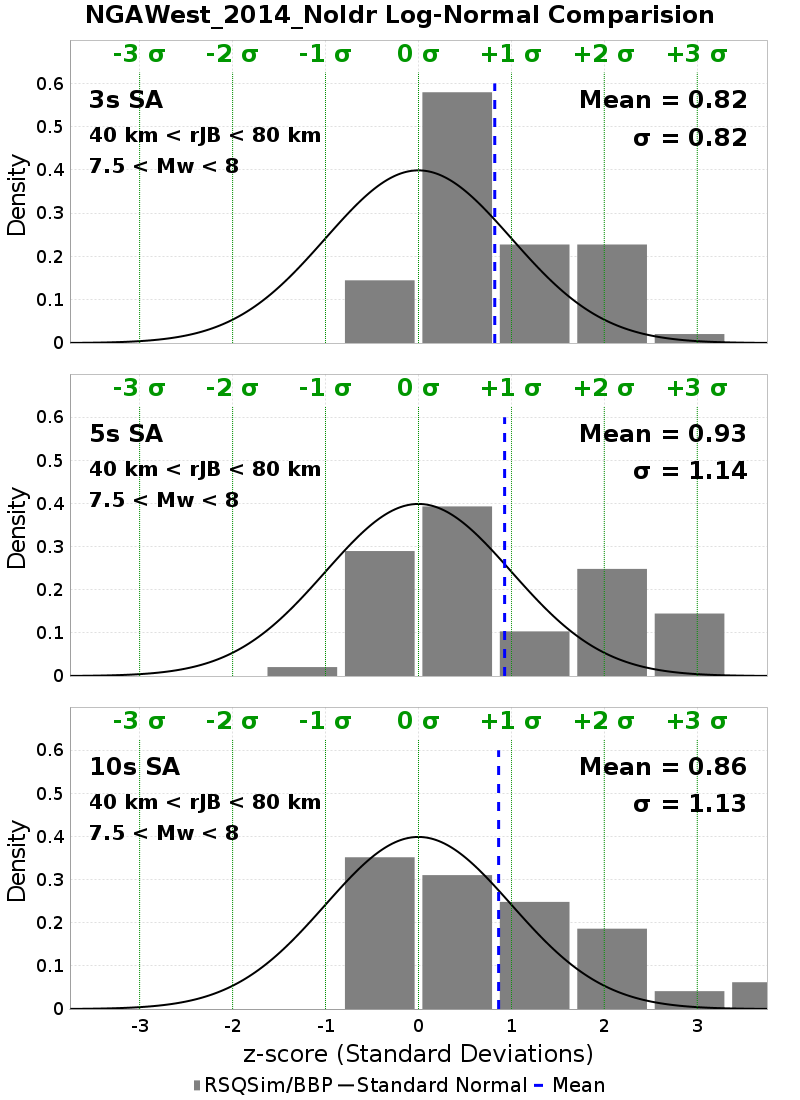 NGAWest_2014_NoIdr Log-Normal Comparision
-3 σ -2 σ -1 σ 0 σ +1 σ +2 σ +3 σ
3s SA
40 km < rJB < 80 km
7.5 < Mw < 8
Mean = 0.82
σ = 0.82
Density
0.6
0.5
0.4
0.3
0.2
0.1
0
-3 σ -2 σ -1 σ 0 σ +1 σ +2 σ +3 σ
5s SA
40 km < rJB < 80 km
7.5 < Mw < 8
Mean = 0.93
σ = 1.14
Density
0.6
0.5
0.4
0.3
0.2
0.1
0
-3 σ -2 σ -1 σ 0 σ +1 σ +2 σ +3 σ
10s SA
40 km < rJB < 80 km
7.5 < Mw < 8
Mean = 0.86
σ = 1.13
Density
0.6
0.5
0.4
0.3
0.2
0.1
0
-3 -2 -1 0 1 2 3
z-score (Standard Deviations)
RSQSim/BBP Standard Normal Mean